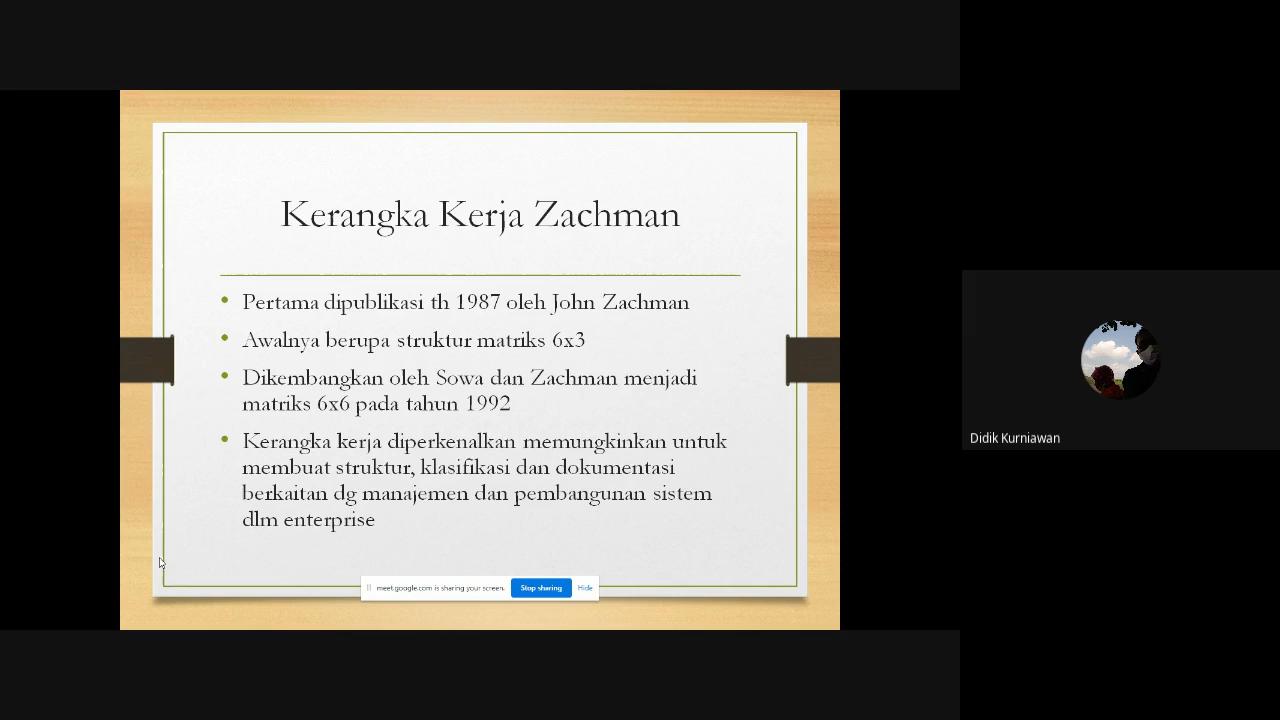 Kerangka Kerja Zachman
Pertama dipublikasi th 1987 oleh John Zachman
Awalnya berupa struktur matriks 6x3
Dikembangkan oleh Sowa dan Zachman menjadi
matriks 6x6 pada tahun 1992
Kerangka kerja diperkenalkan memungkinkan untuk
membuat struktur, klasifikasi dan dokumentasi
berkaitan dg manajemen dan pembangunan sistem
dlm enterprise
meet.google.com is sharing your screen. Stop sharing Hide
Didik Kurniawan